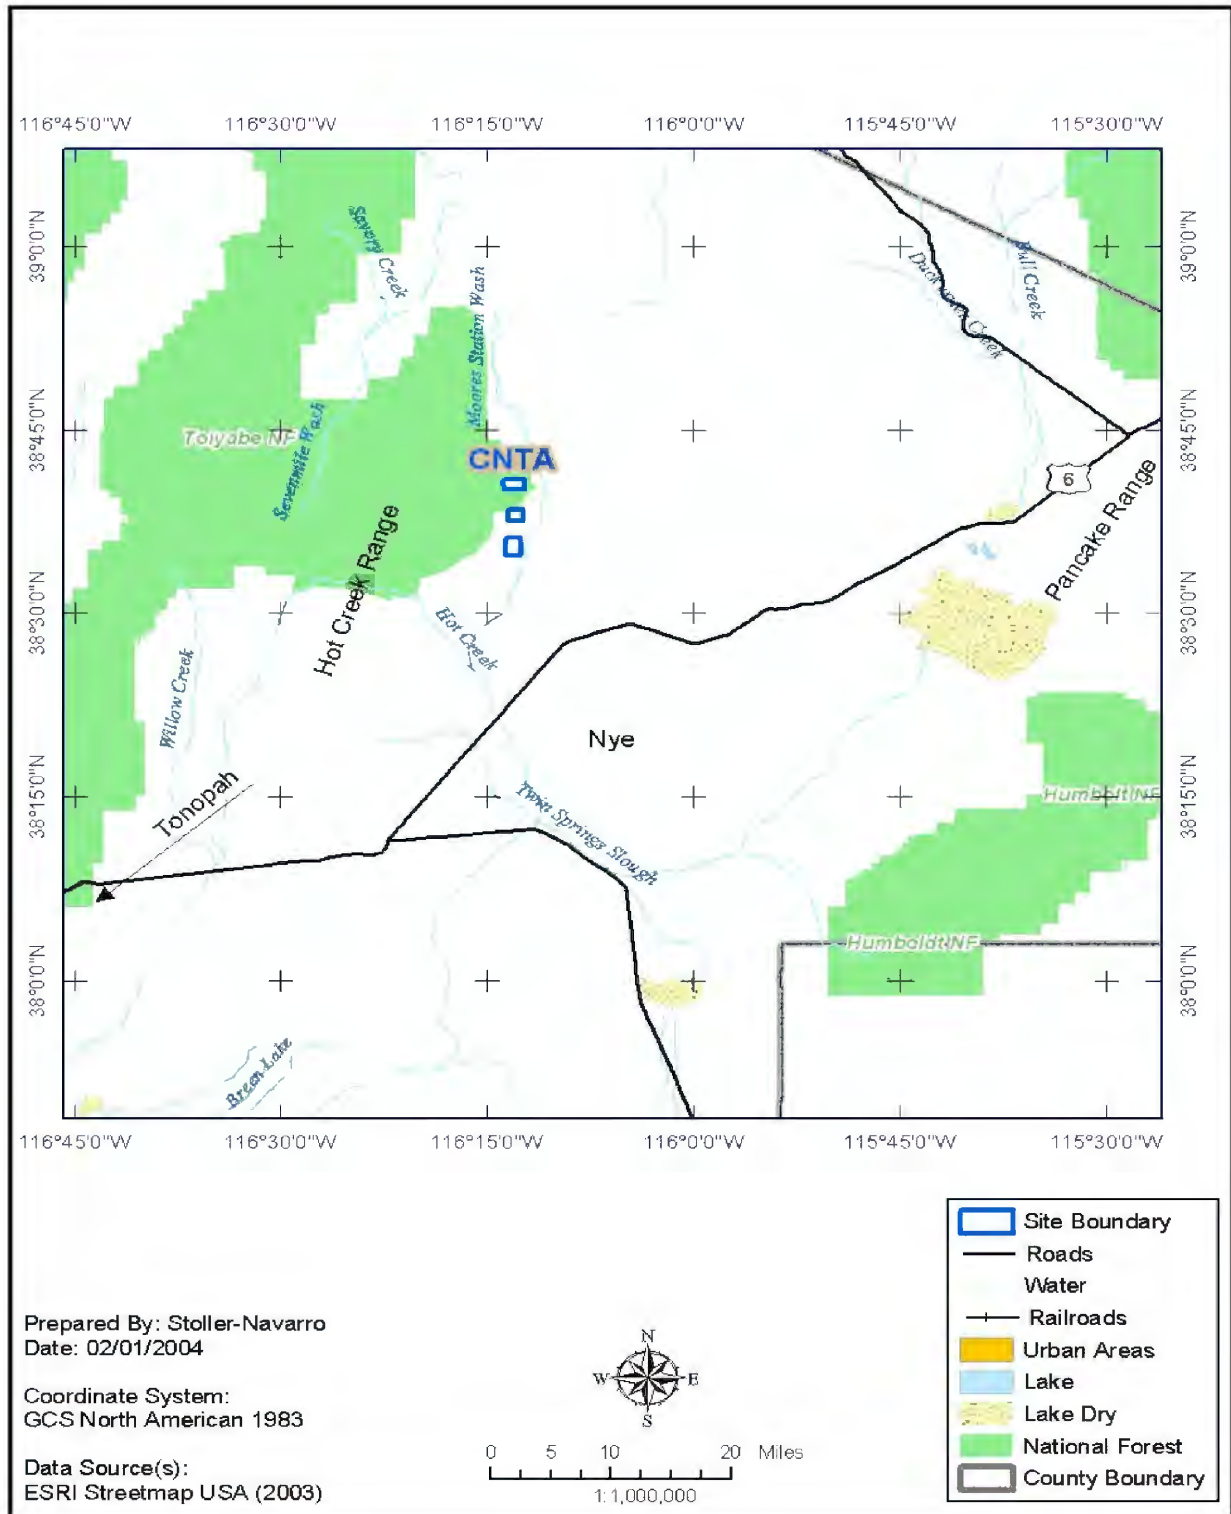 116°45'0"W 116°30'0"W 116°15'0"W 116°0'0"W 115°45'0"W 115°30'0"W
39°0'0"N
38°45'0"N
38°30'0"N
38°15'0"N
38°0'0"N
39°0'0"N
38°45'0"N
38°30'0"N
38°15'0"N
38°0'0"N
Savory Creek
Moores Station Wash
Duckwater Creek
Bull Creek
Toiyabe NF
Sevenmile Wash
CNTA
6
Pancake Range
Hot Creek Range
Hot Creek
Willow Creek
Nye
Tonopah
Twin Springs Slough
Humbolt NF
Humboldt NF
Breen Lake
116°45'0"W 116°30'0"W 116°15'0"W 116°0'0"W 115°45'0"W 115°30'0"W
Site Boundary
Roads
Water
Railroads
Urban Areas
Lake
Lake Dry
National Forest
County Boundary
Prepared By: Stoller-Navarro
Date: 02/01/2004
Coordinate System:
GCS North American 1983
Data Source(s):
ESRI Streetmap USA (2003)
N
W E
S
0 5 10 20 Miles
1:1,000,000